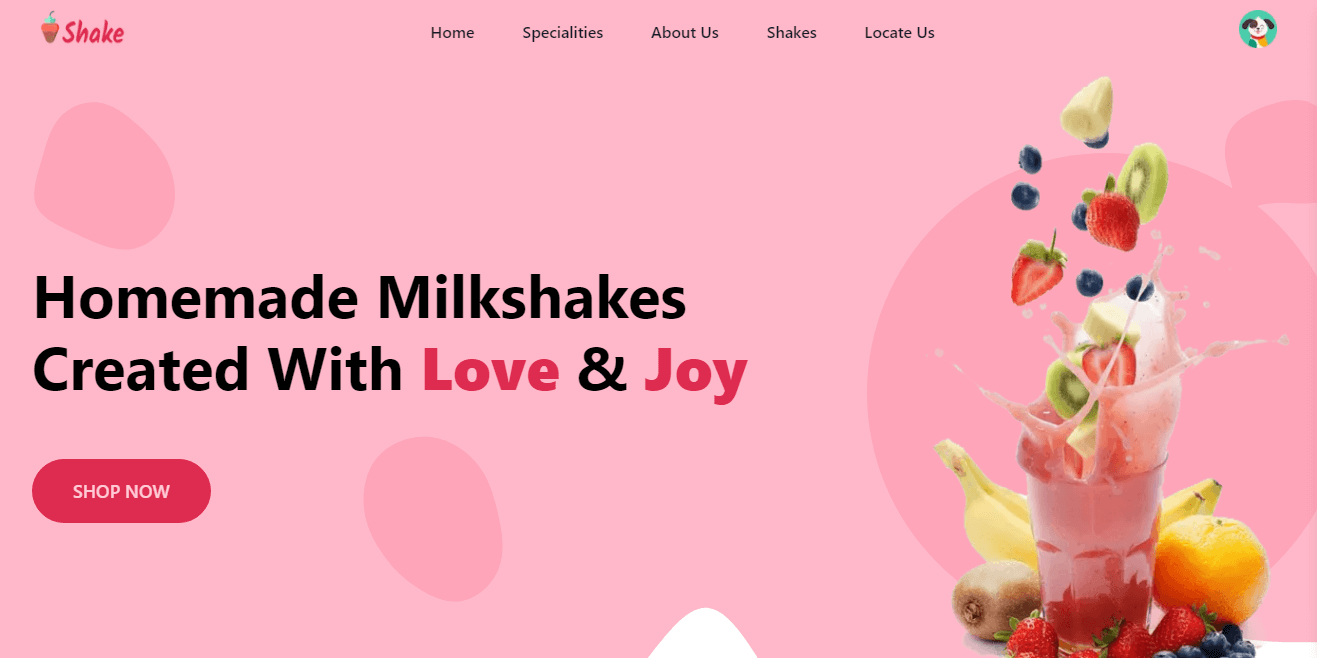 Shake
Home Specialities About Us Shakes Locate Us
Homemade Milkshakes
Created With Love & Joy
SHOP NOW